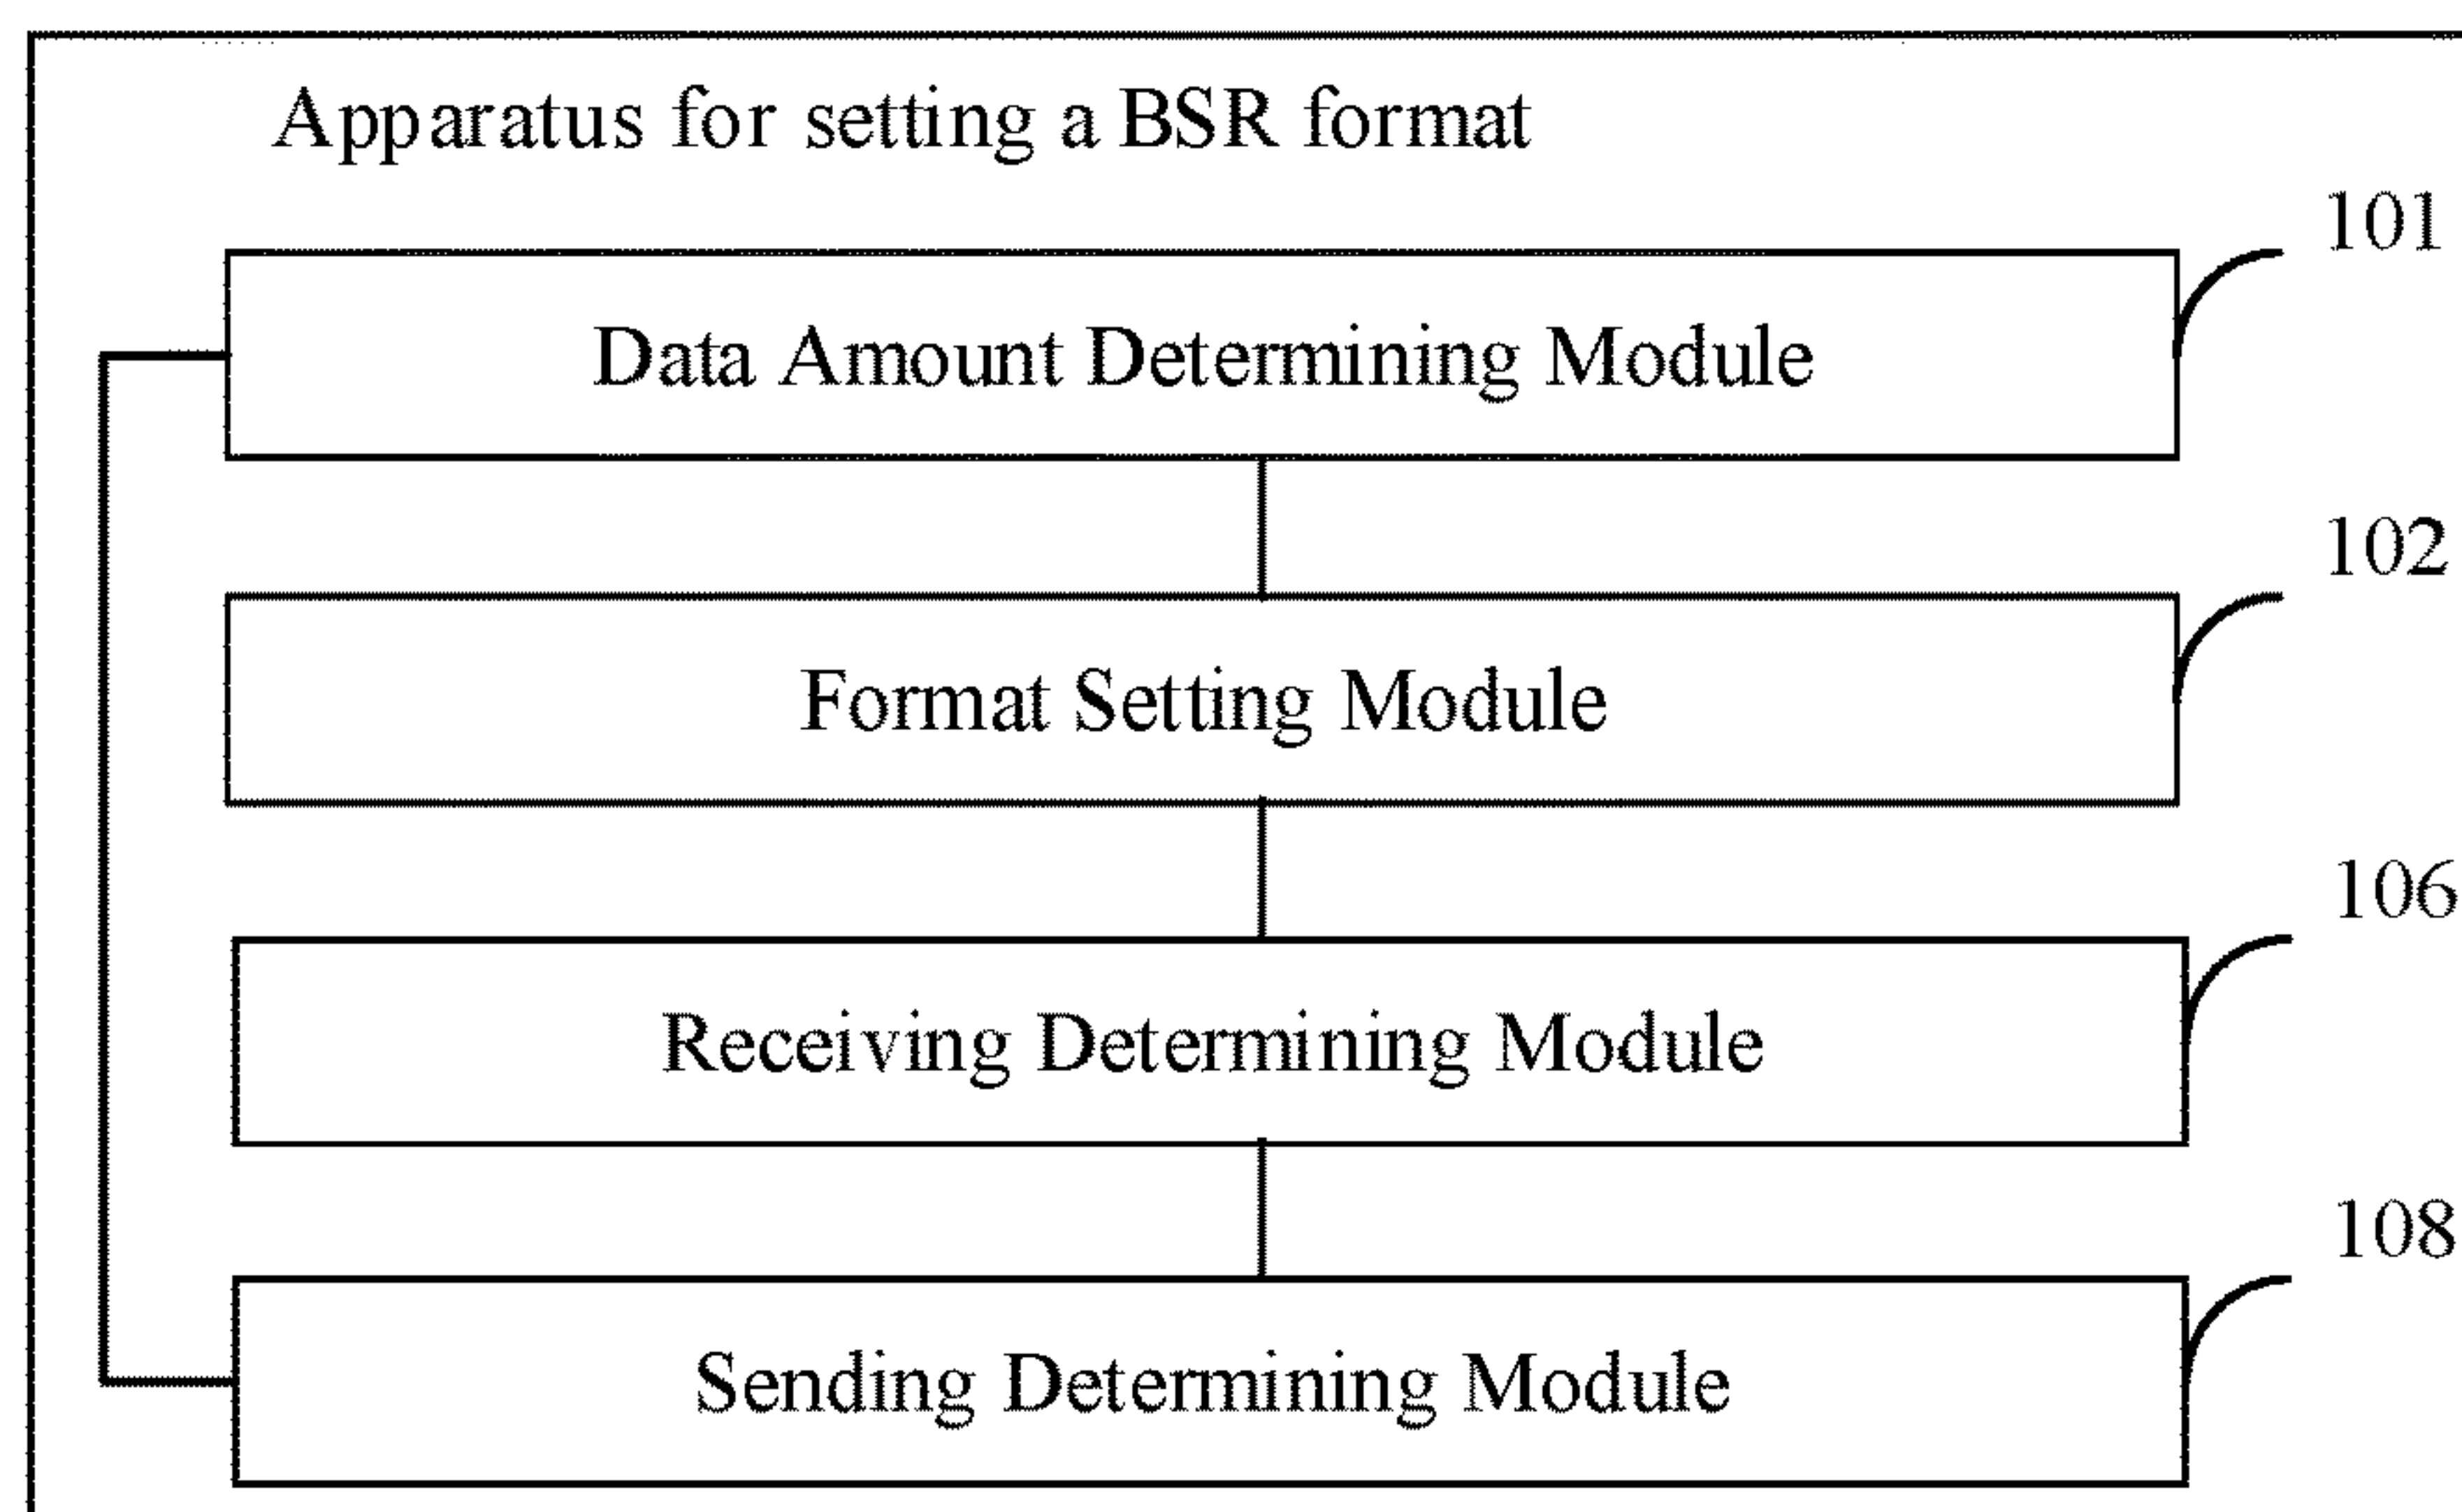 Apparatus for setting a BSR format
101
Data Amount Determining Module
102
Format Setting Module
106
Receiving Determining Module
108
Sending Determining Module